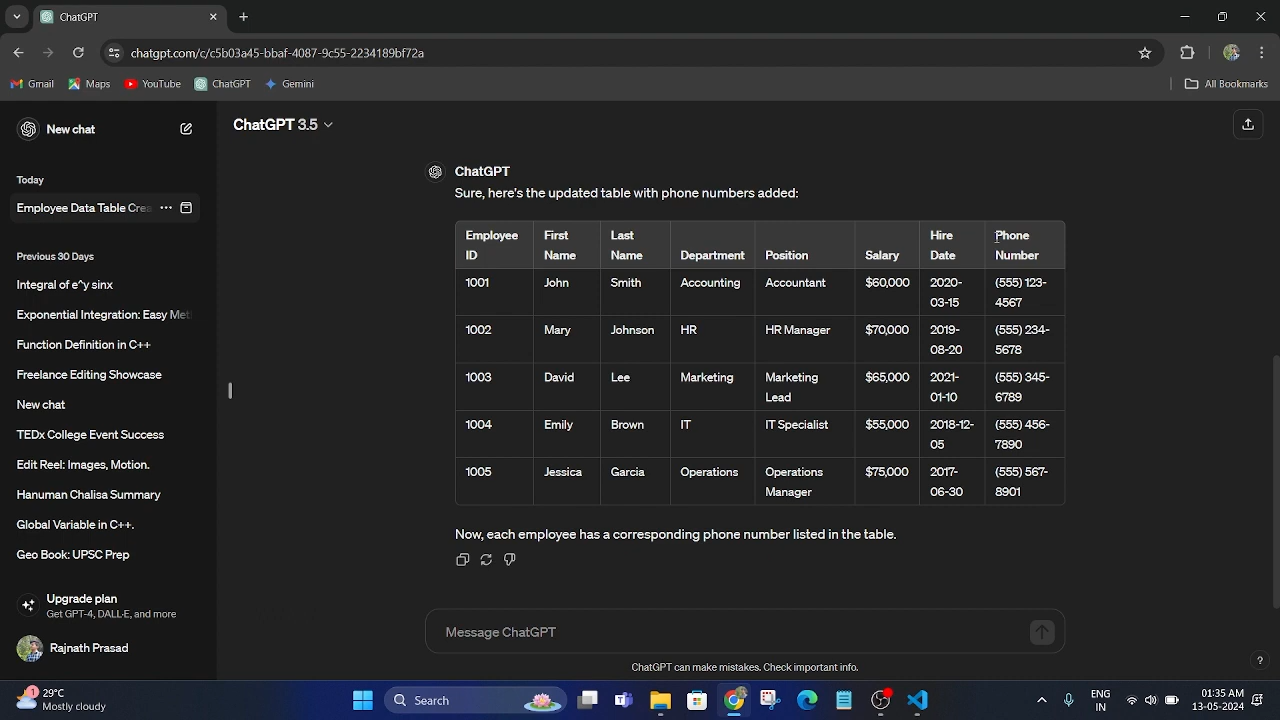 ChatGPT
chatgpt.com/c/c5b03a45-bbaf-4087-9c55-2234189bf72a
Gmail Maps YouTube ChatGPT Gemini All Bookmarks
New chat
Today
Employee Data Table Crea
Previous 30 Days
Integral of e^y sinx
Exponential Integration: Easy Met
Function Definition in C++
Freelance Editing Showcase
New chat
TEDx College Event Success
Edit Reel: Images, Motion.
Hanuman Chalisa Summary
Global Variable in C++.
Geo Book: UPSC Prep
Upgrade plan
Get GPT-4, DALL·E, and more
Rajnath Prasad
ChatGPT 3.5
ChatGPT
Sure, here's the updated table with phone numbers added:
Employee First Last Hire Phone
ID Name Name Department Position Salary Date Number
1001 John Smith Accounting Accountant $60,000 2020- (555) 123-
03-15 4567
1002 Mary Johnson HR HR Manager $70,000 2019- (555) 234-
08-20 5678
1003 David Lee Marketing Marketing $65,000 2021- (555) 345-
Lead 01-10 6789
1004 Emily Brown IT IT Specialist $55,000 2018-12- (555) 456-
05 7890
1005 Jessica Garcia Operations Operations $75,000 2017- (555) 567-
Manager 06-30 8901
Now, each employee has a corresponding phone number listed in the table.
Message ChatGPT
ChatGPT can make mistakes. Check important info.
?
1 29°C
Mostly cloudy
Search
ENG
IN
01:35 AM
13-05-2024